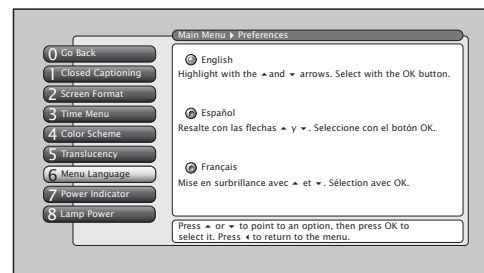 Main Menu ▶ Preferences
0 Go Back
1 Closed Captioning
2 Screen Format
3 Time Menu
4 Color Scheme
5 Translucency
6 Menu Language
7 Power Indicator
8 Lamp Power
English
Highlight with the ▲ and ▼ arrows. Select with the OK button.
Español
Resalte con las flechas ▲ y ▼. Seleccione con el botón OK.
Français
Mise en surbrillance avec ▲ et ▼. Sélection avec OK.
Press ▲ or ▼ to point to an option, then press OK to
select it. Press ◀ to return to the menu.